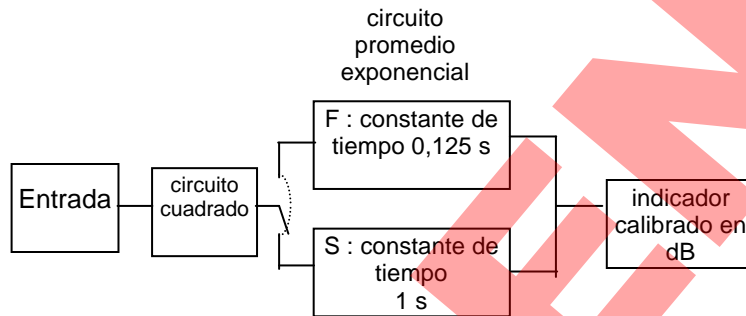 circuito
promedio
exponencial
F : constante de
tiempo 0,125 s
Entrada
circuito
cuadrado
S : constante de
tiempo
1 s
indicador
calibrado en
dB